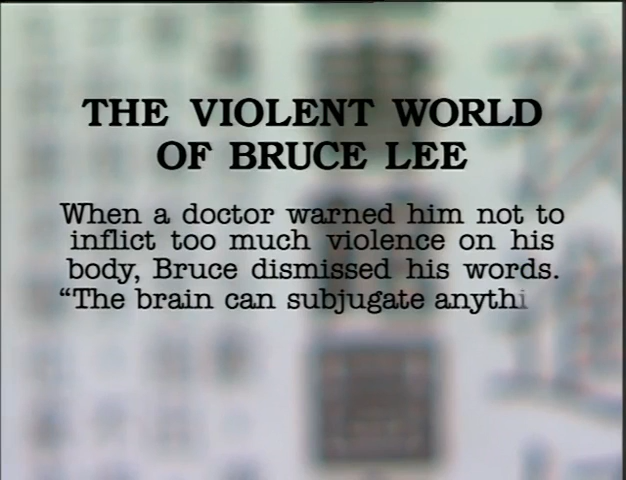 THE VIOLENT WORLD
OF BRUCE LEE
When a doctor warned him not to
inflict too much violence on his
body, Bruce dismissed his words.
“The brain can subjugate anythi